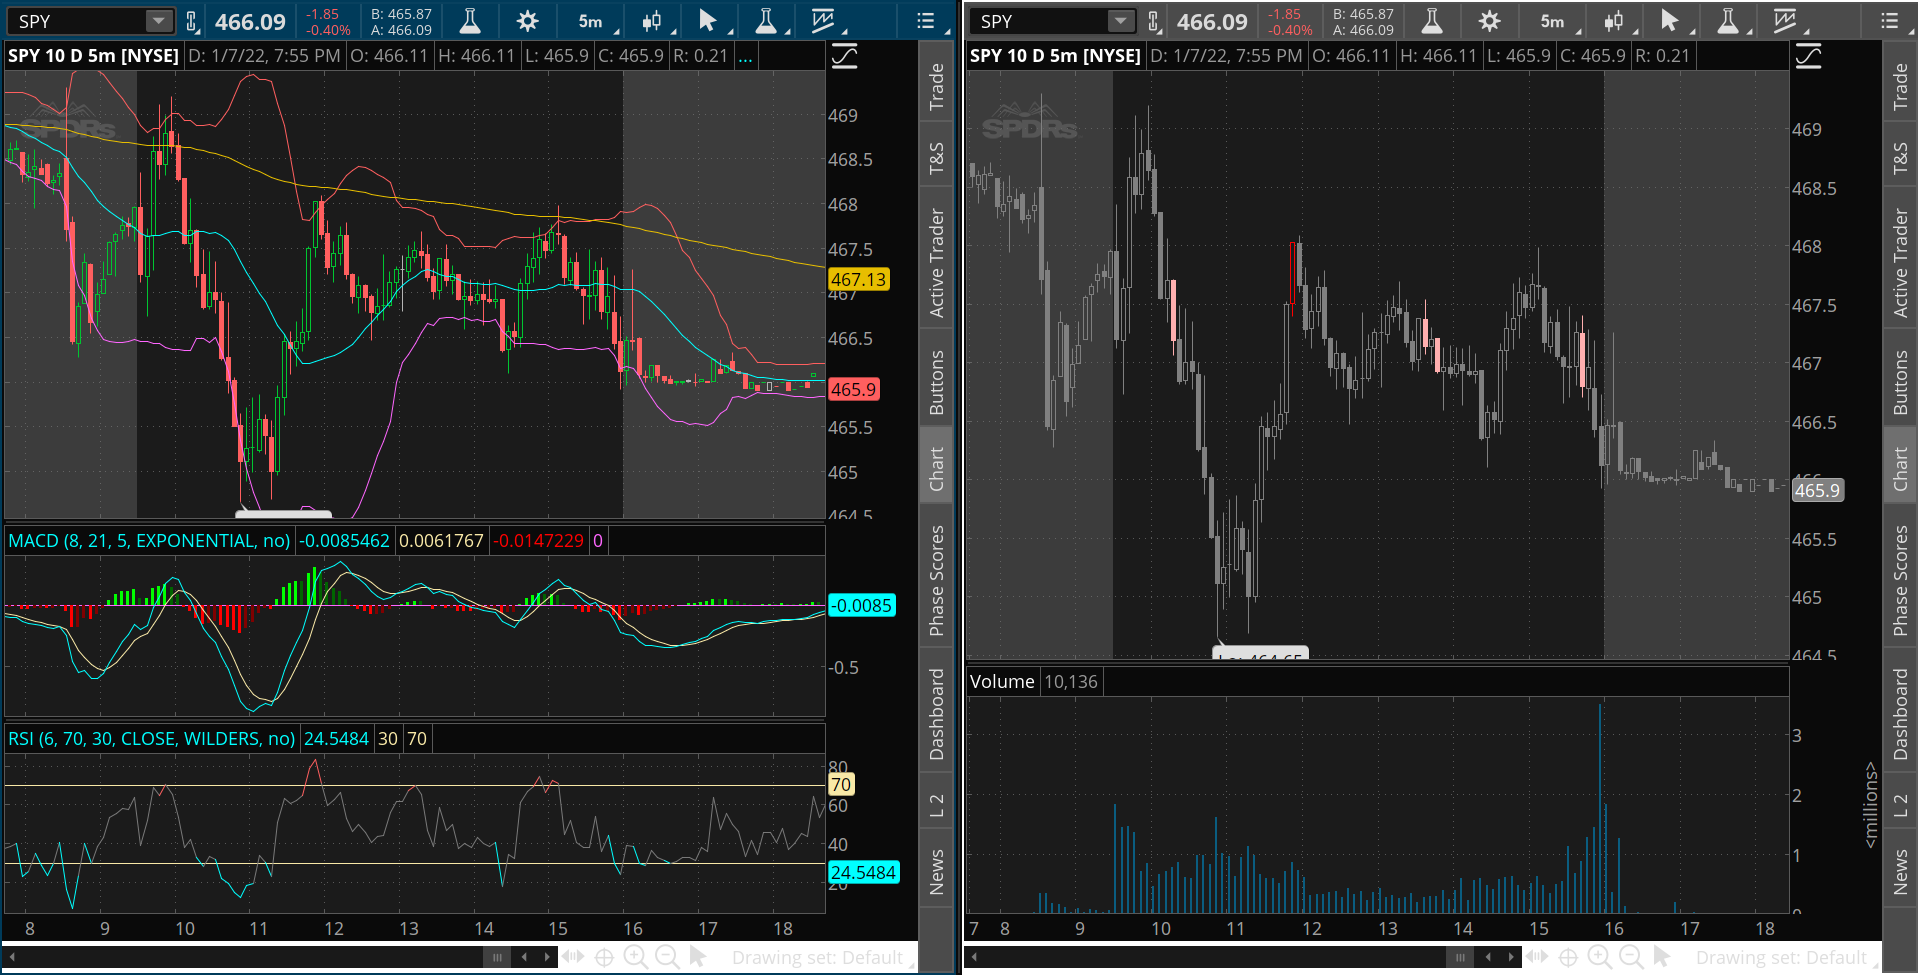 SPY 466.09 -1.85 B: 465.87 5m
-0.40% A: 466.09
SPY 10 D 5m [NYSE] D: 1/7/22, 7:55 PM O: 466.11 H: 466.11 L: 465.9 C: 465.9 R: 0.21 ...
SPDRs
469
468.5
468
467.5
467.13
467
466.5
465.9
465.5
465
464.5
MACD (8, 21, 5, EXPONENTIAL, no) -0.0085462 0.0061767 -0.0147229 0
-0.0085
-0.5
RSI (6, 70, 30, CLOSE, WILDERS, no) 24.5484 30 70
80
70
60
40
24.5484
20
8 9 10 11 12 13 14 15 16 17 18
Drawing set: Default
Trade
T&S
Active Trader
Buttons
Chart
Phase Scores
Dashboard
L 2
News
SPY 466.09 -1.85 B: 465.87 5m
-0.40% A: 466.09
SPY 10 D 5m [NYSE] D: 1/7/22, 7:55 PM O: 466.11 H: 466.11 L: 465.9 C: 465.9 R: 0.21
SPDRs
469
468.5
468
467.5
467
466.5
466
465.9
465.5
465
464.5
Lo: 464.65
Volume 10,136
3
2
1
0
<millions>
7 8 9 10 11 12 13 14 15 16 17 18
Drawing set: Default
Trade
T&S
Active Trader
Buttons
Chart
Phase Scores
Dashboard
L 2
News